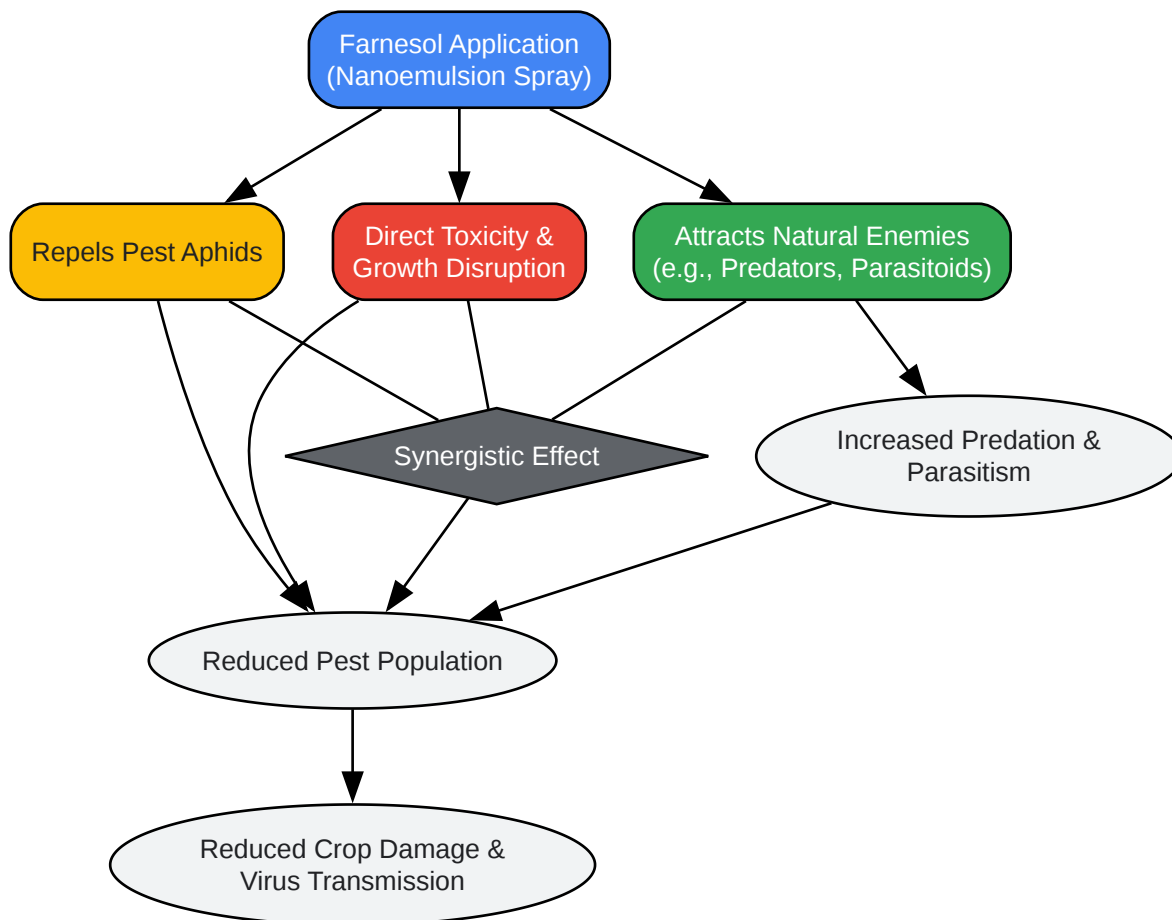 Farnesol Application
(Nanoemulsion Spray)
Repels Pest Aphids
Direct Toxicity &
Growth Disruption
Attracts Natural Enemies
(e.g., Predators, Parasitoids)
Synergistic Effect
Increased Predation &
Parasitism
Reduced Pest Population
Reduced Crop Damage &
Virus Transmission